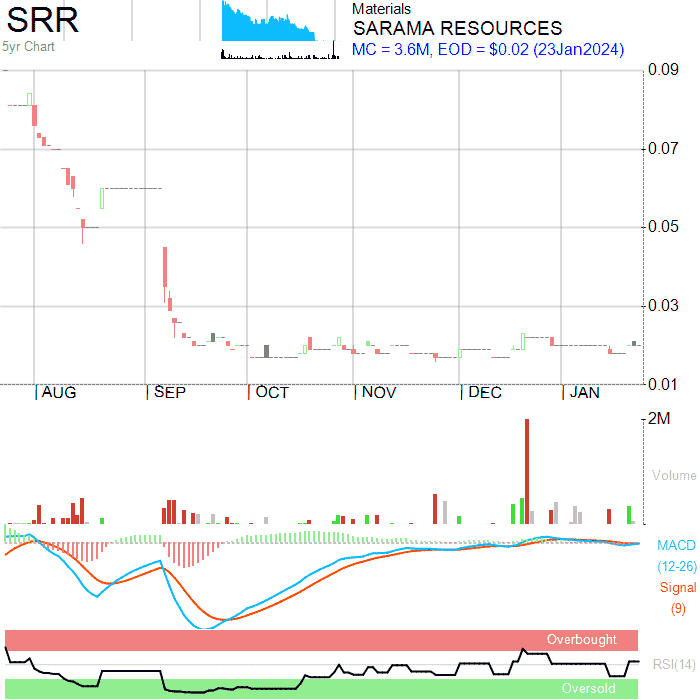 SRR
5yr Chart
Materials
SARAMA RESOURCES
MC = 3.6M, EOD = $0.02 (23Jan2024)
0.09
0.07
0.05
0.03
0.01
AUG SEP OCT NOV DEC JAN
2M
Volume
MACD
(12-26)
Signal
(9)
Overbought
RSI(14)
Oversold